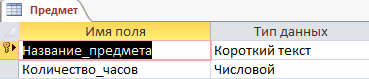 Предмет
Имя поля Тип данных
Название_предмета Короткий текст
Количество_часов Числовой